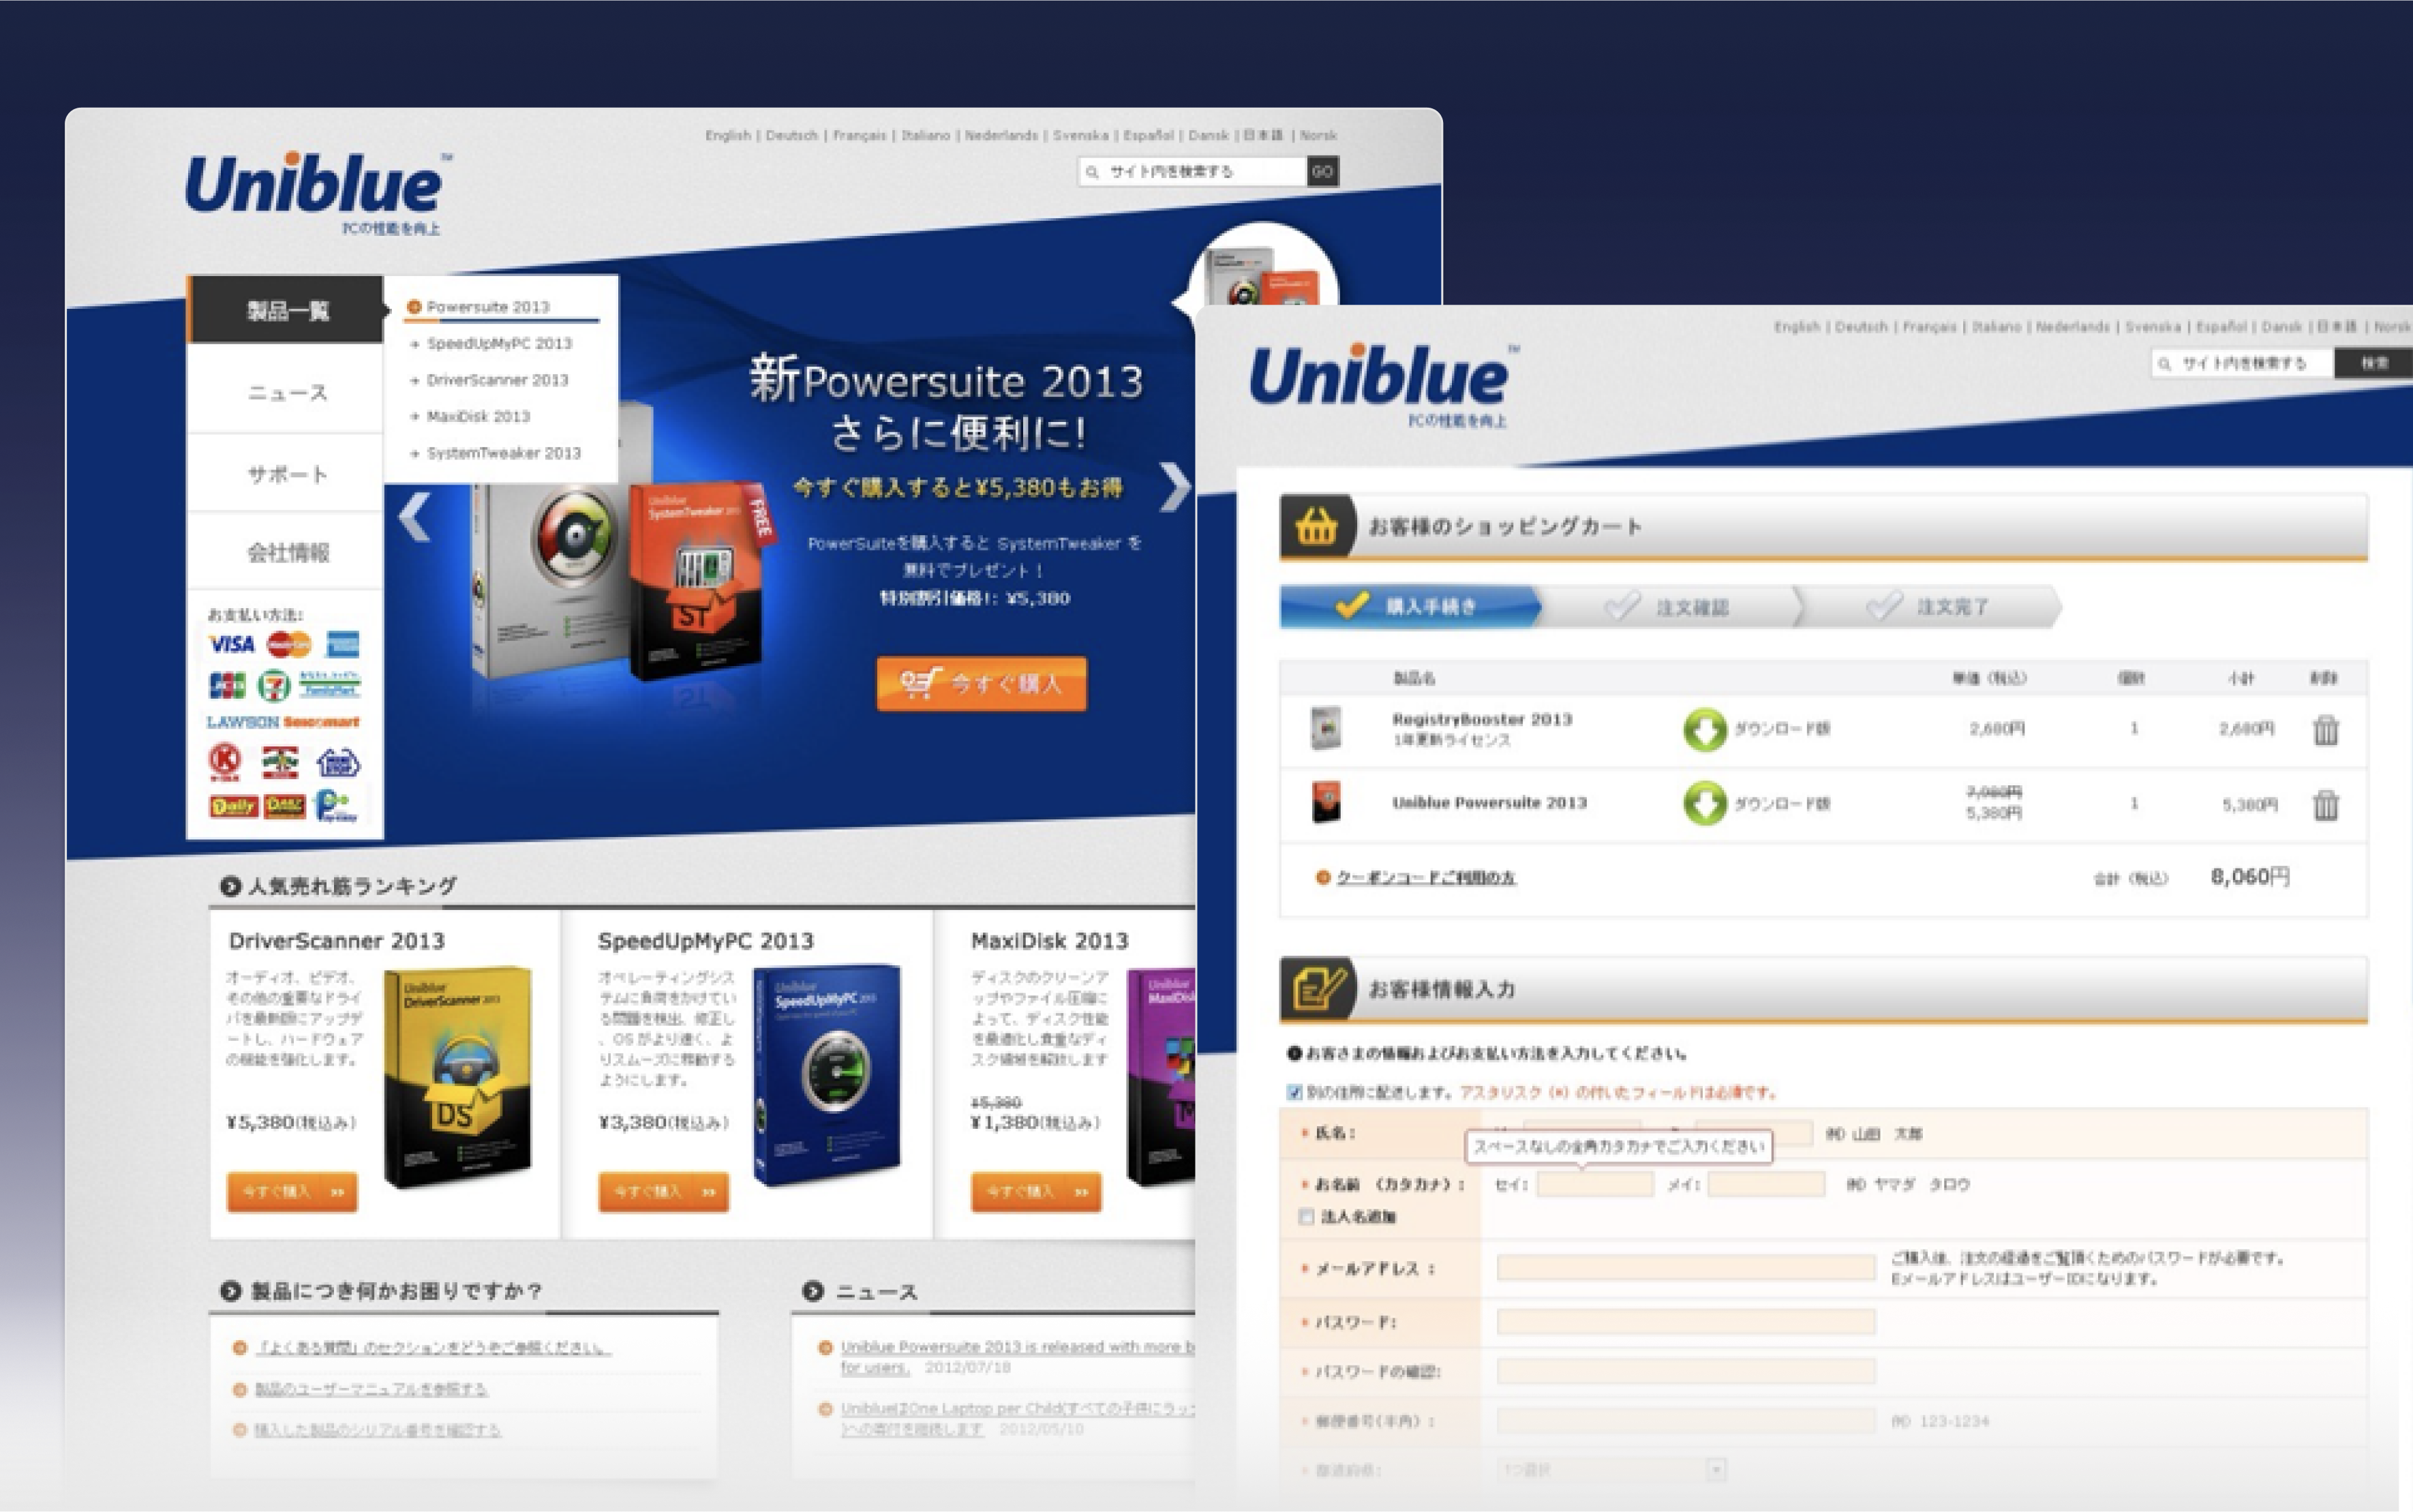 English | Deutsch | Français | Italiano | Nederlands | Svenska | Español | Dansk | 日本語 | Norsk
Uniblue™
PCの性能を向上
サイト内を検索する
GO
製品一覧
ニュース
サポート
会社情報
Powersuite 2013
SpeedUpMyPC 2013
DriverScanner 2013
MaxiDisk 2013
SystemTweaker 2013
新Powersuite 2013
さらに便利に!
今すぐ購入すると¥5,380もお得
PowerSuiteを購入すると SystemTweaker を
無料でプレゼント！
特別割引価格!: ¥5,380
今すぐ購入
Uniblue
SystemTweaker 2013
FREE
ST
お支払い方法:
VISA
MasterCard
JCB
FamilyMart
LAWSON Seicomart
Daily
Pay-easy
人気売れ筋ランキング
DriverScanner 2013
オーディオ、ビデオ、
その他の重要なドライ
バを最新版にアップデ
ートし、ハードウェア
の機能を強化します。
¥5,380(税込み)
今すぐ購入 »
Uniblue
DriverScanner 2013
DS
SpeedUpMyPC 2013
オペレーティングシス
テムに負荷をかけてい
る問題を検出、修正し
、OS がより速く、よ
りスムーズに稼動する
ようにします。
¥3,380(税込み)
今すぐ購入 »
Uniblue
SpeedUpMyPC 2013
MaxiDisk 2013
ディスクのクリーンア
ップやファイル圧縮に
よって、ディスク性能
を最適化し貴重なディ
スク領域を解放します
¥5,380
¥1,380(税込み)
今すぐ購入 »
Uniblue
製品につき何かお困りですか？
「よくある質問」のセクションをどうぞご参照ください。
製品のユーザーマニュアルを参照する
購入した製品のシリアル番号を確認する
ニュース
Uniblue Powersuite 2013 is released with more b
for users. 2012/07/18
UniblueはOne Laptop per Child(すべての子供にラッ
)への寄付を継続します 2012/05/10
English | Deutsch | Français | Italiano | Nederlands | Svenska | Español | Dansk | 日本語 | Norsk
Uniblue™
PCの性能を向上
サイト内を検索する
検索
お客様のショッピングカート
購入手続き
注文確認
注文完了
製品名 単価（税込） 個数 小計 削除
RegistryBooster 2013
1年更新ライセンス
ダウンロード版 2,680円 1 2,680円
Uniblue Powersuite 2013
ダウンロード版 7,980円 5,380円 1 5,380円
クーポンコードご利用の方
合計（税込） 8,060円
お客様情報入力
お客さまの情報およびお支払い方法を入力してください。
別の住所に配送します。アスタリスク（*）の付いたフィールドは必須です。
氏名： 例）山田 太郎
スペースなしの全角カタカナでご入力ください
お名前 （カタカナ）： セイ: メイ: 例）ヤマダ タロウ
法人名追加
メールアドレス ：
ご購入後、注文の経過をご覧頂くためのパスワードが必要です。
EメールアドレスはユーザーIDになります。
パスワード:
パスワードの確認:
郵便番号(半角)： 例）123-1234
都道府県: 1つ選択